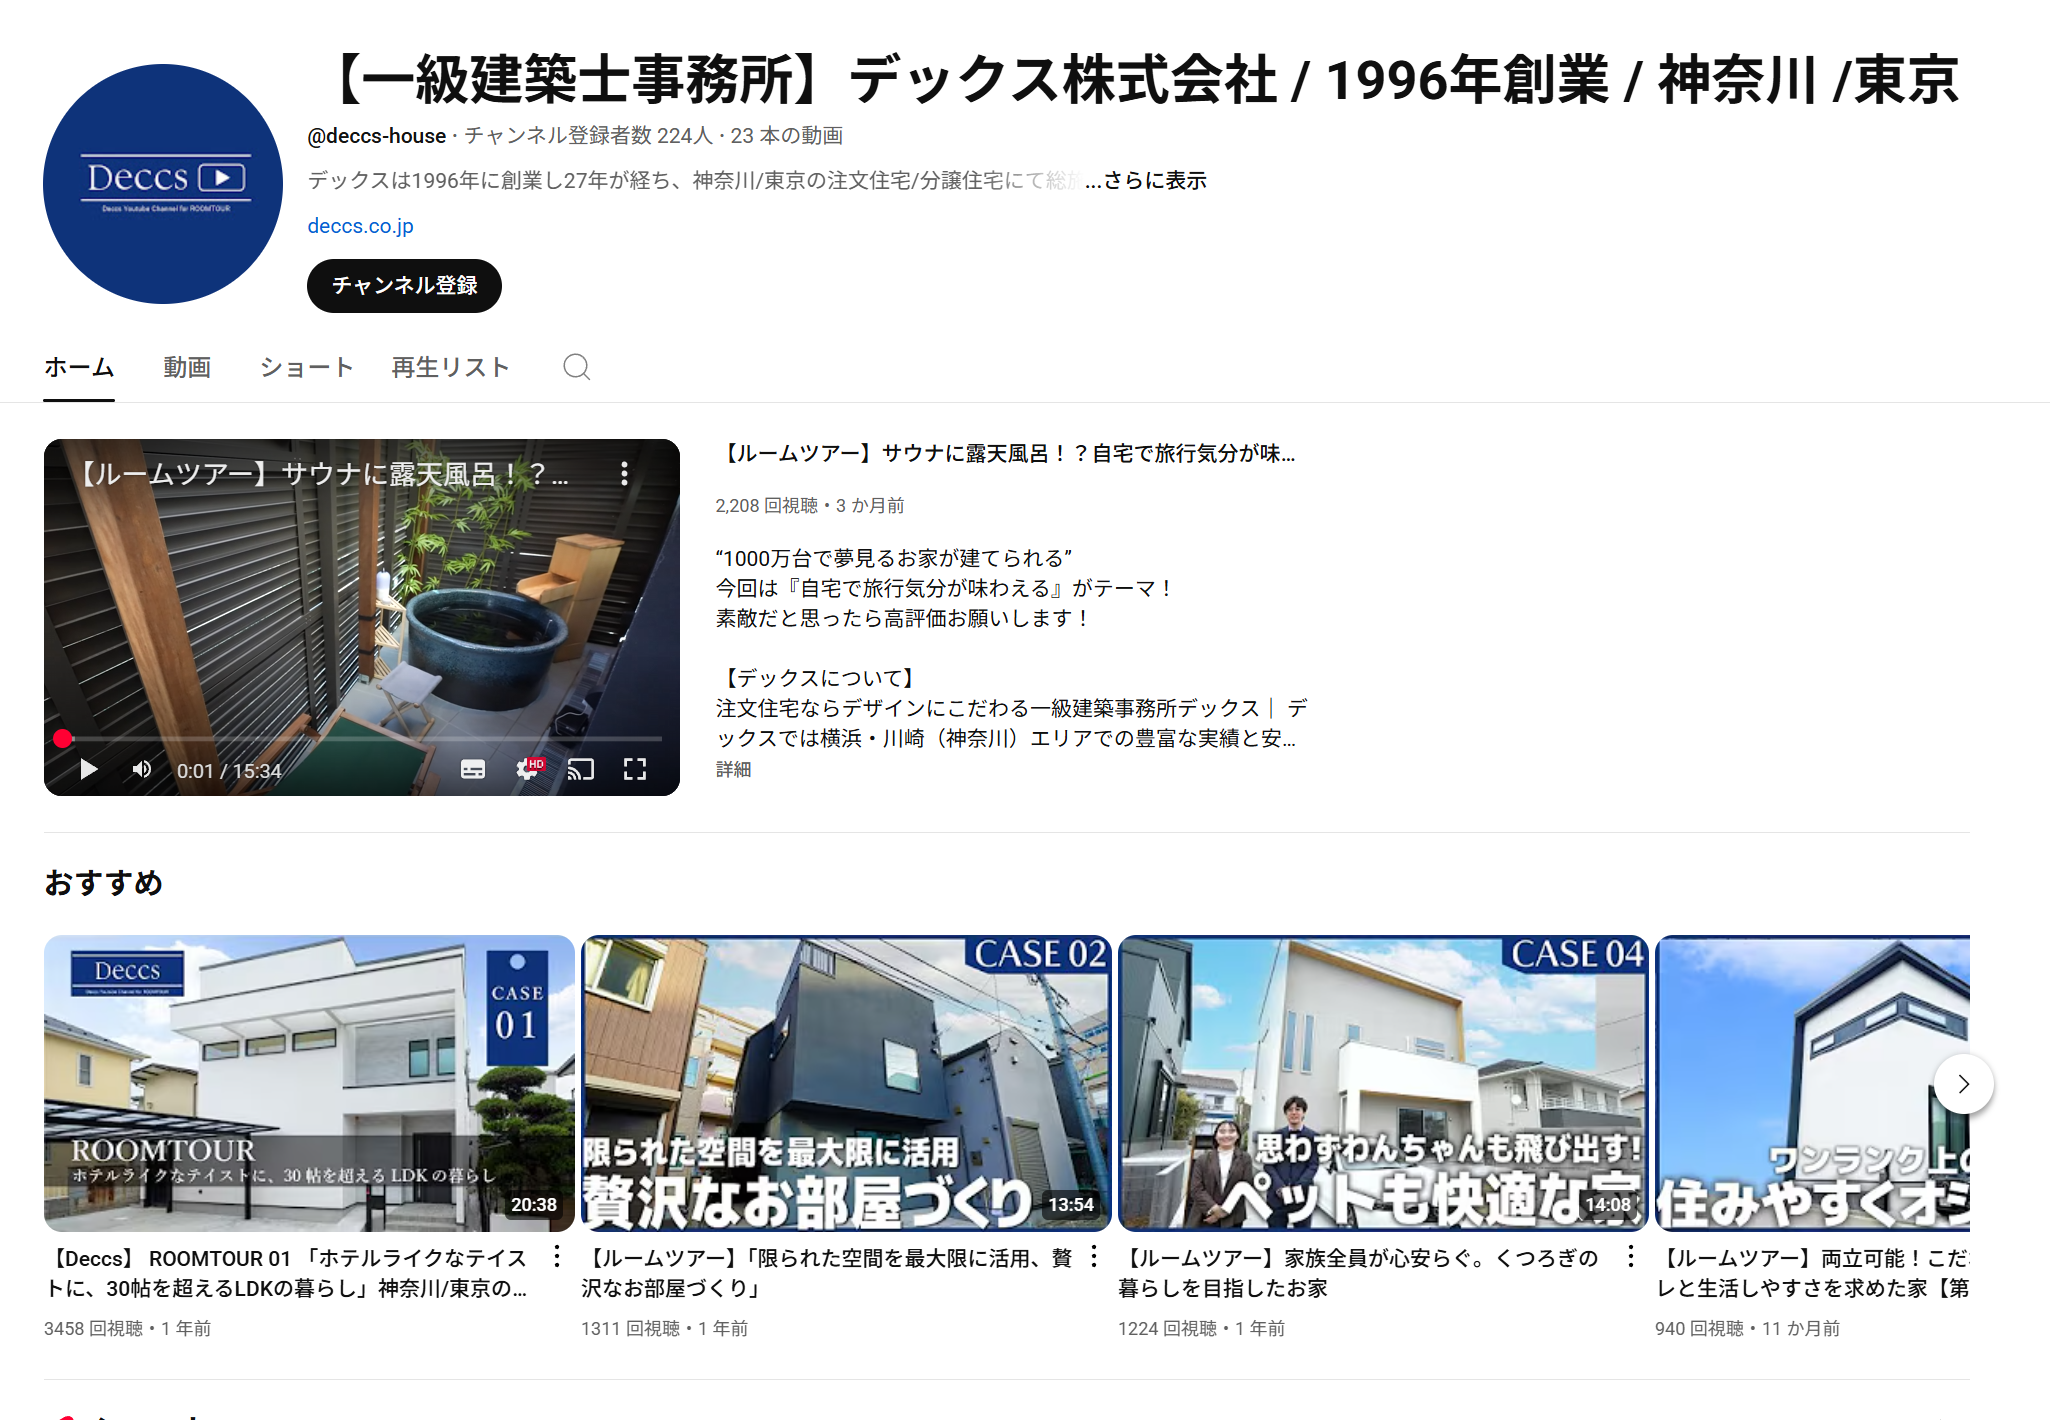 【一級建築士事務所】デックス株式会社 / 1996年創業 / 神奈川 /東京
Deccs
Deccs Youtube Channel for ROOMTOUR
@deccs-house · チャンネル登録者数 224人 · 23 本の動画
デックスは1996年に創業し27年が経ち、神奈川/東京の注文住宅/分譲住宅にて総施...さらに表示
deccs.co.jp
チャンネル登録
ホーム 動画 ショート 再生リスト
【ルームツアー】サウナに露天風呂！？...
0:01 / 15:34
HD
【ルームツアー】サウナに露天風呂！？自宅で旅行気分が味...
2,208 回視聴・3 か月前
“1000万台で夢見るお家が建てられる”
今回は『自宅で旅行気分が味わえる』がテーマ！
素敵だと思ったら高評価お願いします！
【デックスについて】
注文住宅ならデザインにこだわる一級建築事務所デックス｜ デ
ックスでは横浜・川崎（神奈川）エリアでの豊富な実績と安...
詳細
おすすめ
Deccs
Deccs Youtube Channel for ROOMTOUR
CASE
01
ROOMTOUR
ホテルライクなテイストに、30 帖を超える LDK の暮らし
20:38
【Deccs】 ROOMTOUR 01 「ホテルライクなテイス
トに、30帖を超えるLDKの暮らし」神奈川/東京の...
3458 回視聴・1 年前
CASE 02
限られた空間を最大限に活用
贅沢なお部屋づくり
13:54
【ルームツアー】「限られた空間を最大限に活用、贅
沢なお部屋づくり」
1311 回視聴・1 年前
CASE 04
思わずわんちゃんも飛び出す!
ペットも快適な家
14:08
【ルームツアー】家族全員が心安らぐ。くつろぎの
暮らしを目指したお家
1224 回視聴・1 年前
ワンランク上の
住みやすくオシ
【ルームツアー】両立可能！こだ
レと生活しやすさを求めた家【第
940 回視聴・11 か月前